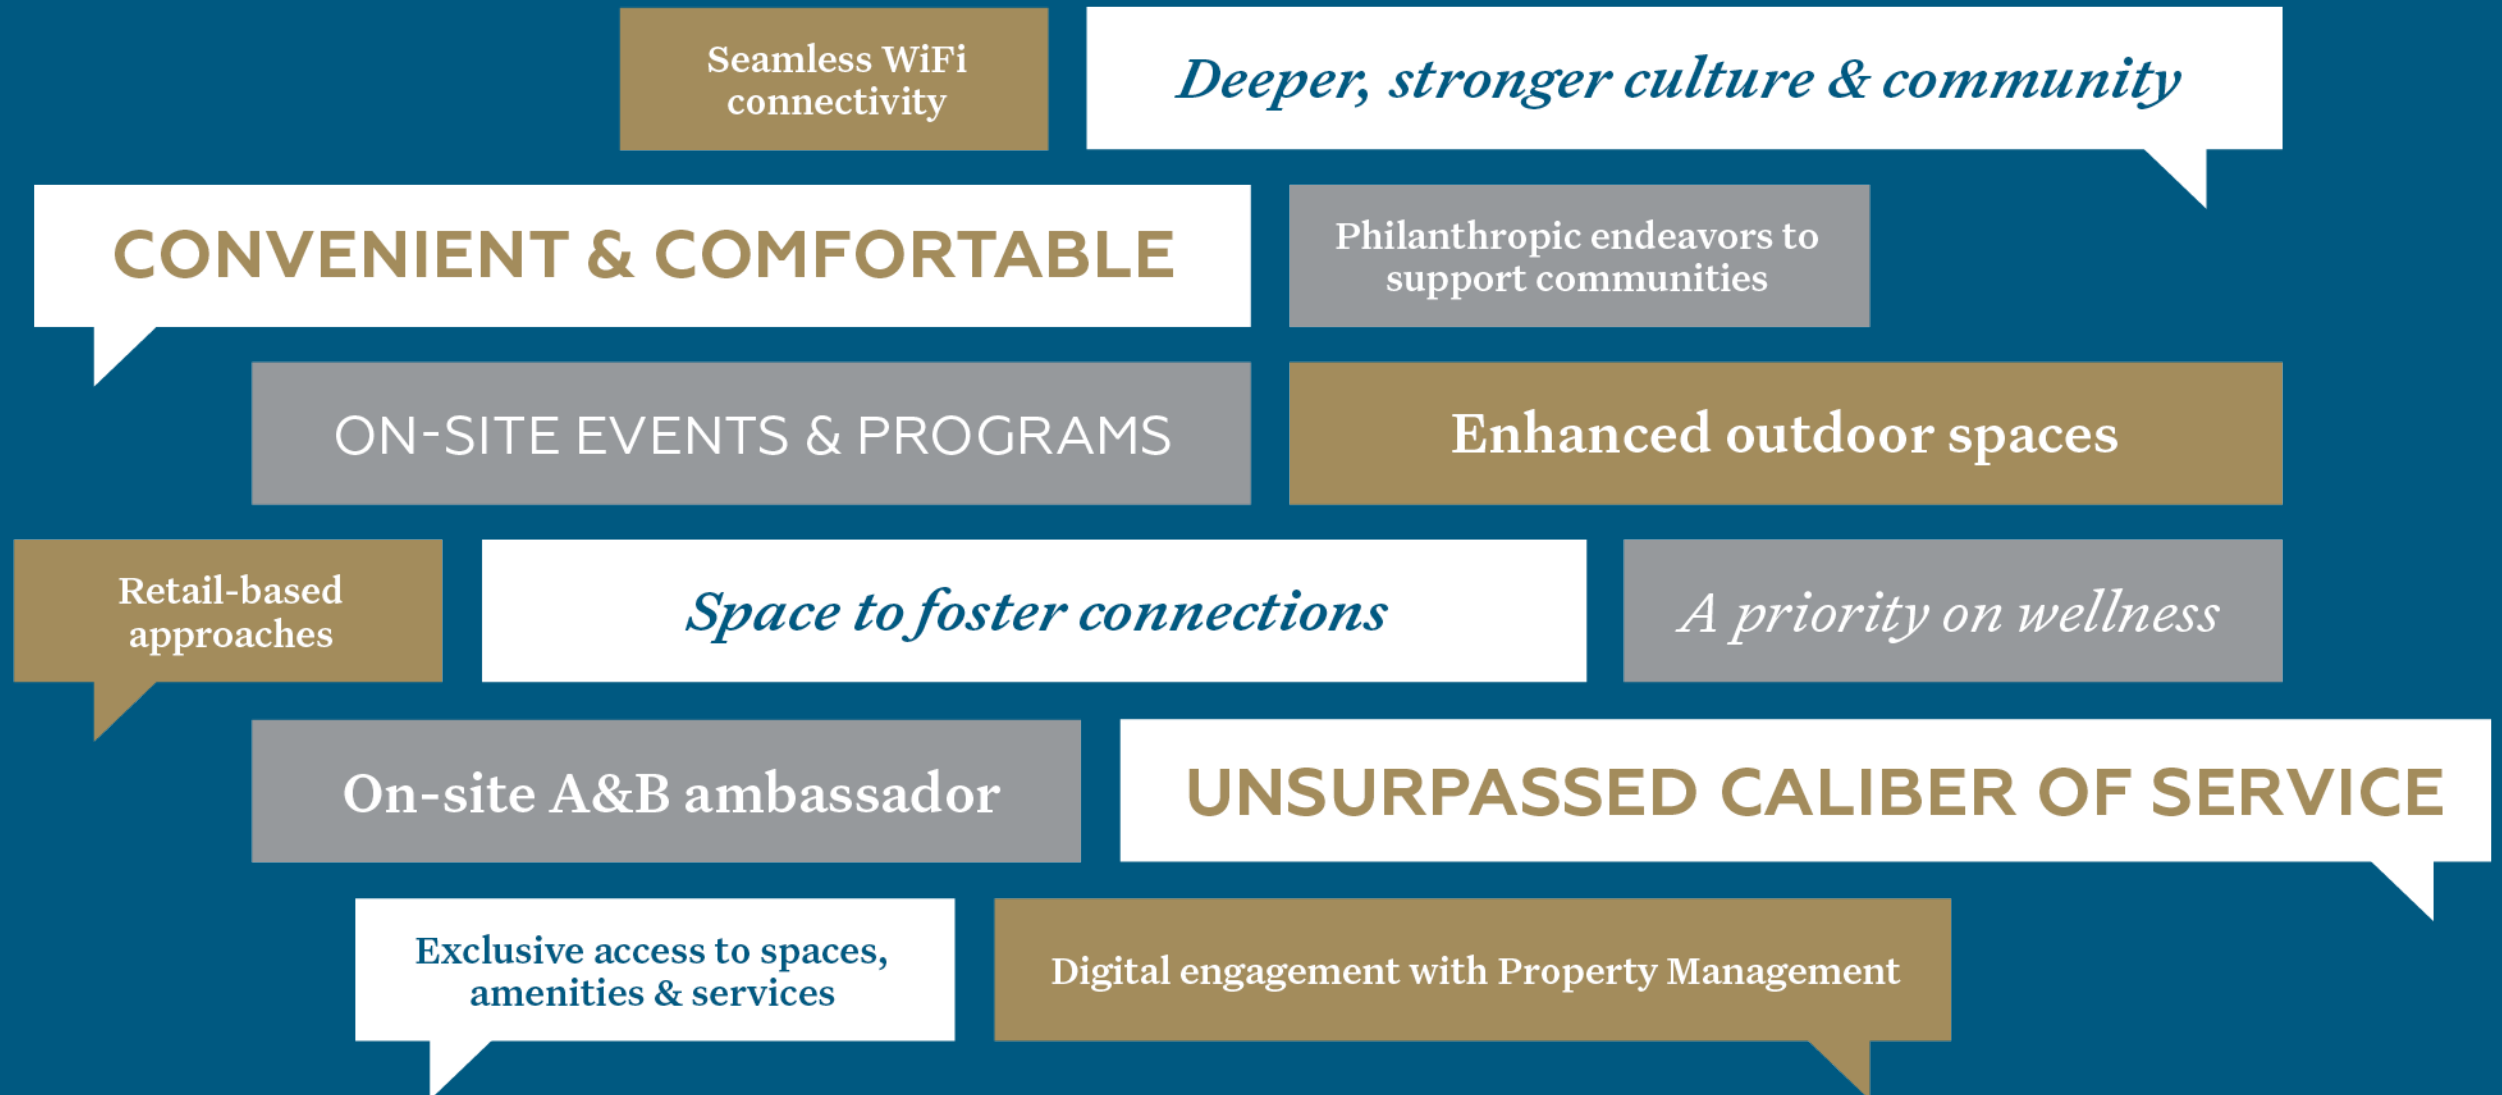 Seamless WiFi
connectivity
Deeper, stronger culture & community
CONVENIENT & COMFORTABLE
Philanthropic endeavors to
support communities
ON-SITE EVENTS & PROGRAMS
Enhanced outdoor spaces
Retail-based
approaches
Space to foster connections
A priority on wellness
On-site A&B ambassador
UNSURPASSED CALIBER OF SERVICE
Exclusive access to spaces,
amenities & services
Digital engagement with Property Management